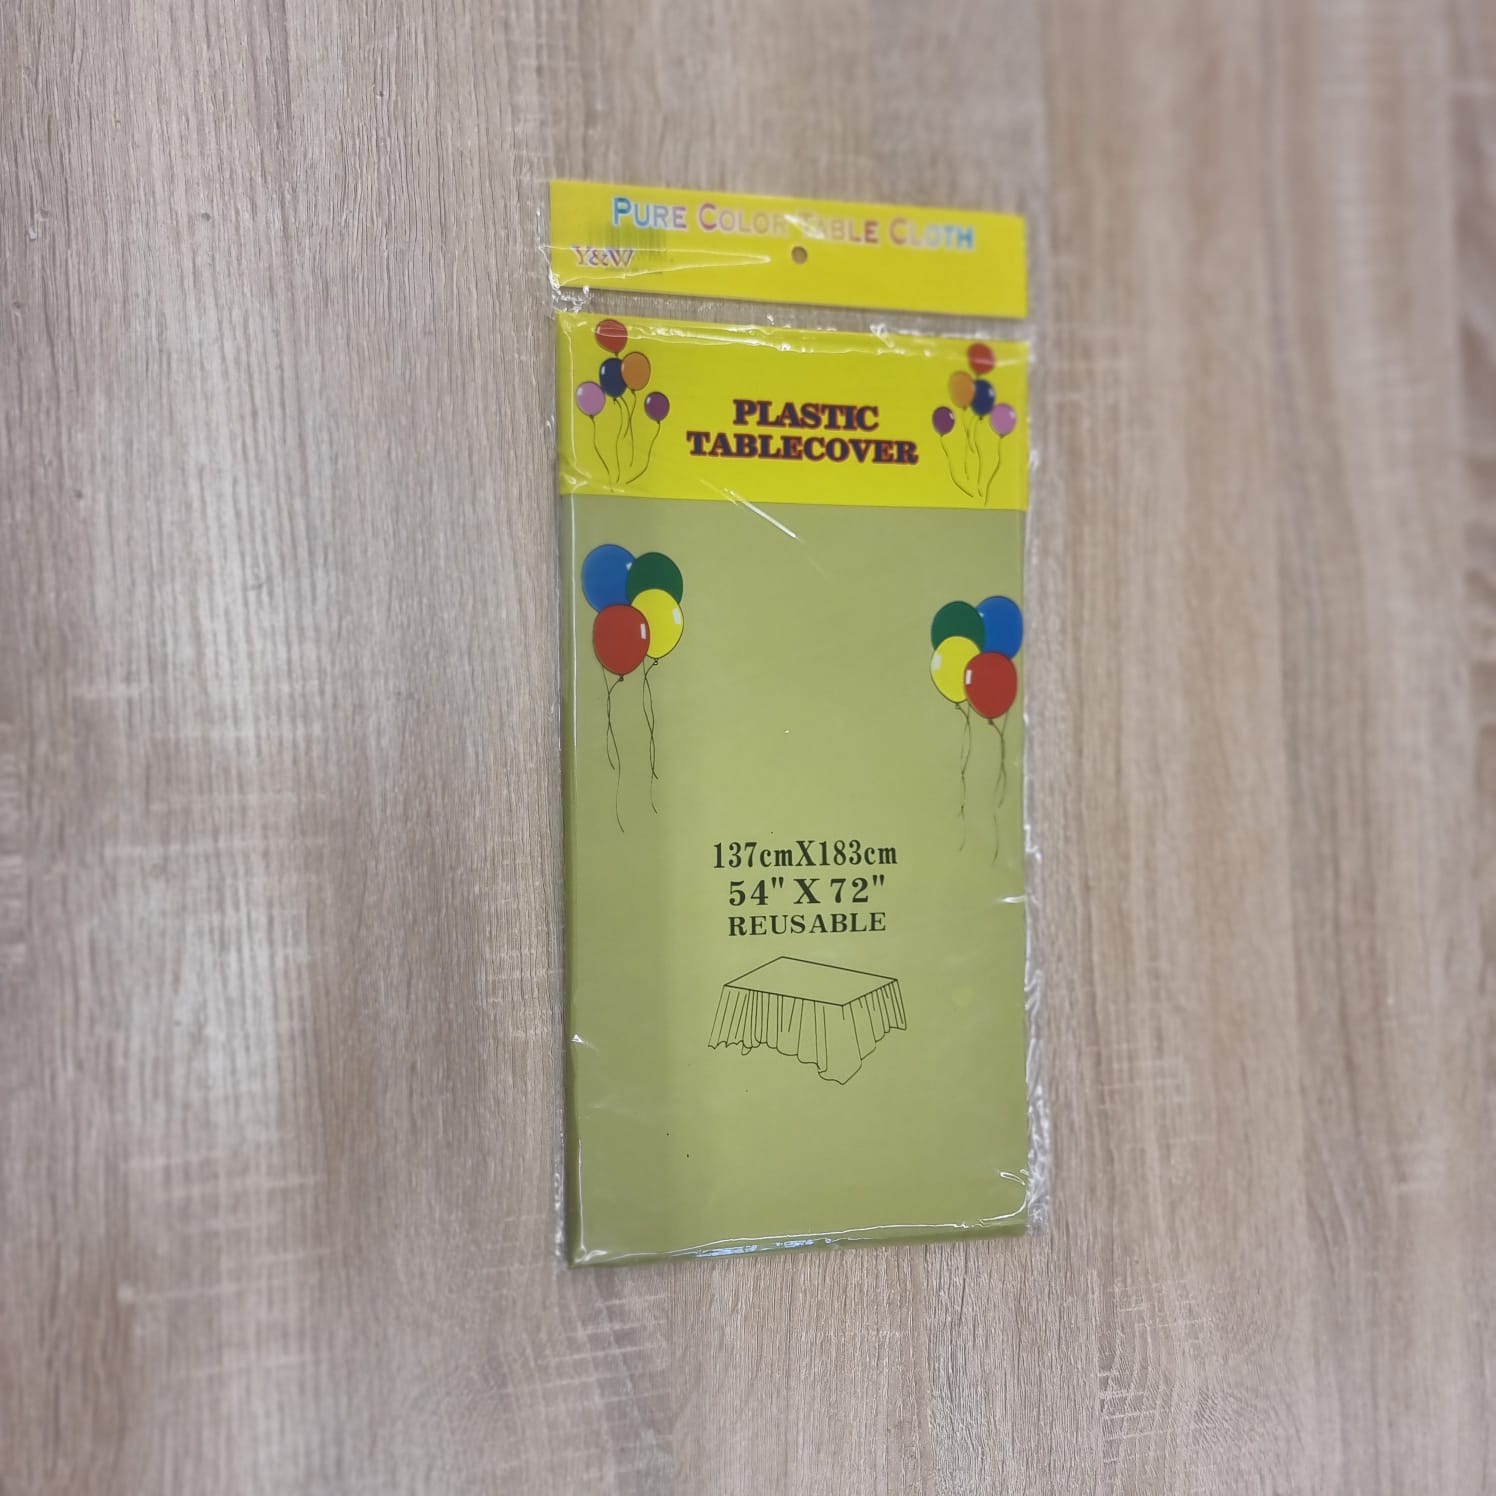 PURE COLOR TABLE CLOTH
Y&W
PLASTIC
TABLECOVER
137cmX183cm
54" X 72"
REUSABLE